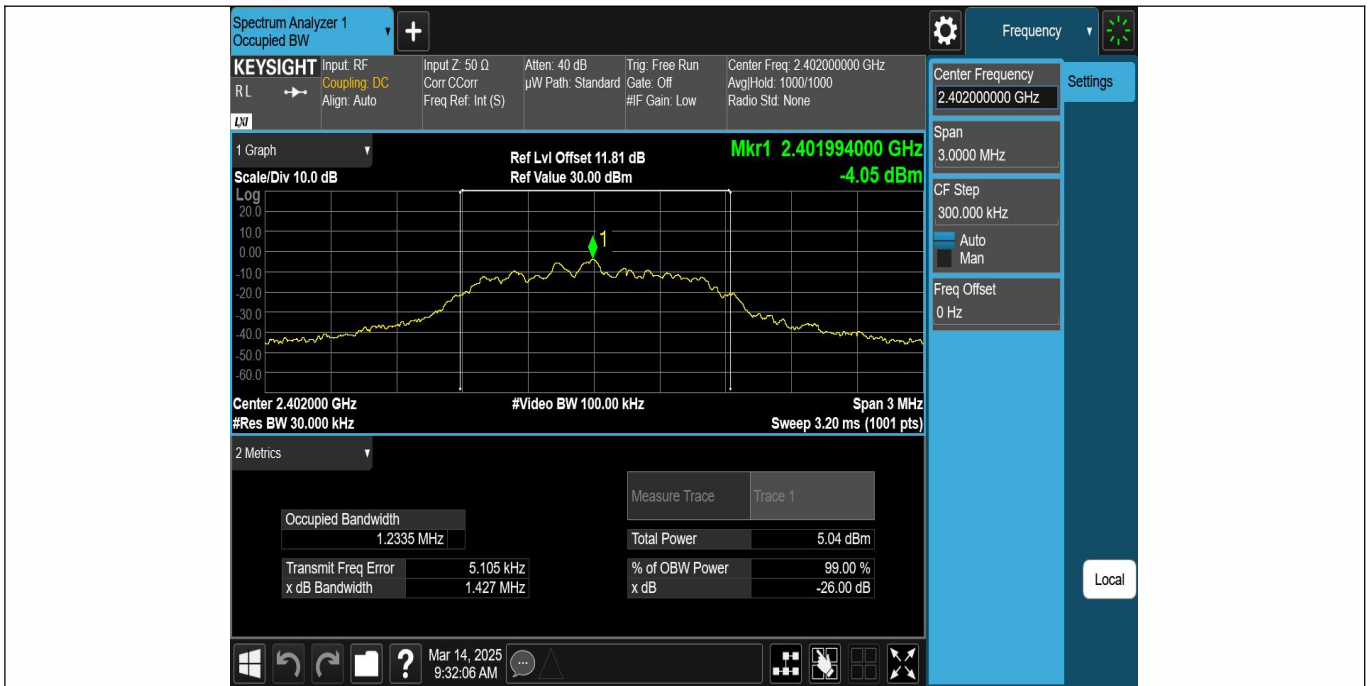 Spectrum Analyzer 1
Occupied BW
+
Frequency
KEYSIGHT
RL
LXI
Input: RF
Coupling: DC
Align: Auto
Input Z: 50 Ω
Corr CCorr
Freq Ref: Int (S)
Atten: 40 dB
µW Path: Standard
Trig: Free Run
Gate: Off
#IF Gain: Low
Center Freq: 2.402000000 GHz
Avg|Hold: 1000/1000
Radio Std: None
Center Frequency
2.402000000 GHz
Settings
Span
3.0000 MHz
CF Step
300.000 kHz
Auto
Man
Freq Offset
0 Hz
Local
1 Graph
Scale/Div 10.0 dB
Ref Lvl Offset 11.81 dB
Ref Value 30.00 dBm
Mkr1 2.401994000 GHz
-4.05 dBm
Log
20.0
10.0
0.00
-10.0
-20.0
-30.0
-40.0
-50.0
-60.0
1
Center 2.402000 GHz
#Video BW 100.00 kHz
Span 3 MHz
#Res BW 30.000 kHz
Sweep 3.20 ms (1001 pts)
2 Metrics
Measure Trace Trace 1
Occupied Bandwidth
1.2335 MHz
Total Power 5.04 dBm
Transmit Freq Error 5.105 kHz
% of OBW Power 99.00 %
x dB Bandwidth 1.427 MHz
x dB -26.00 dB
?
Mar 14, 2025
9:32:06 AM